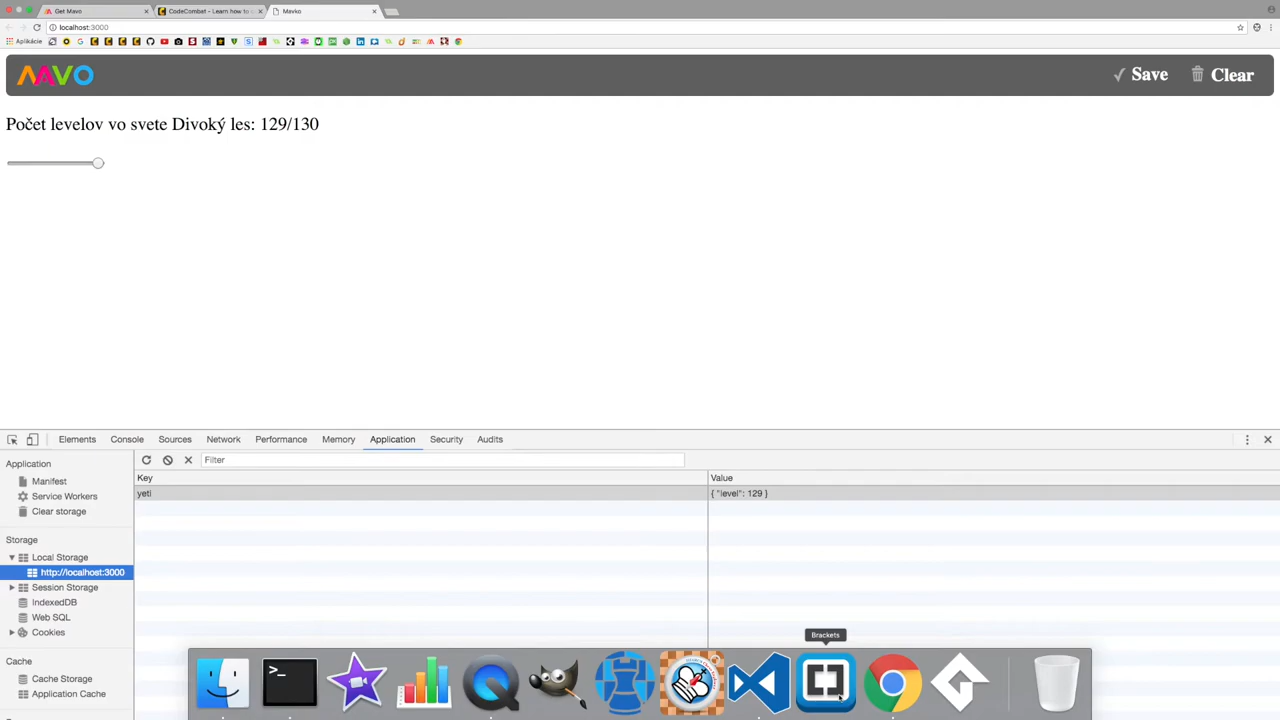 Get Mavo
CodeCombat - Learn how to
Mavko
localhost:3000
Aplikácie
MAVO
Save
Clear
Počet levelov vo svete Divoký les: 129/130
Elements
Console
Sources
Network
Performance
Memory
Application
Security
Audits
Application
Filter
Key
Value
Manifest
yeti
{ "level": 129 }
Service Workers
Clear storage
Storage
Local Storage
http://localhost:3000
Session Storage
IndexedDB
Web SQL
Cookies
Brackets
Cache
Cache Storage
Application Cache
>_